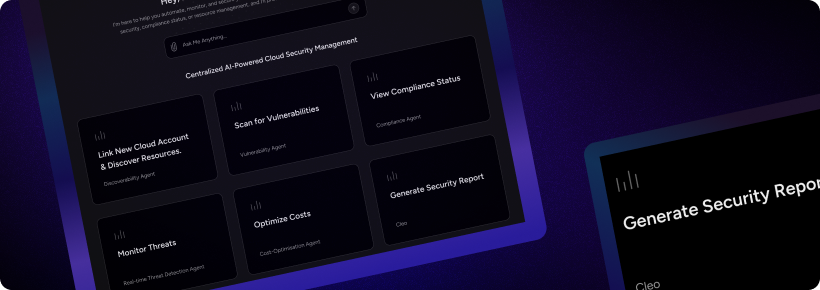 Hey,
I'm here to help you automate, monitor, and secure
security, compliance status, or resource management, and I'll
Ask Me Anything...
Centralized AI-Powered Cloud Security Management
Link New Cloud Account
& Discover Resources.
Discoverability Agent
Scan for Vulnerabilities
Vulnerability Agent
View Compliance Status
Compliance Agent
Monitor Threats
Real-time Threat Detection Agent
Optimize Costs
Cost-Optimisation Agent
Generate Security Report
Cleo
Generate Security Repor
Cleo